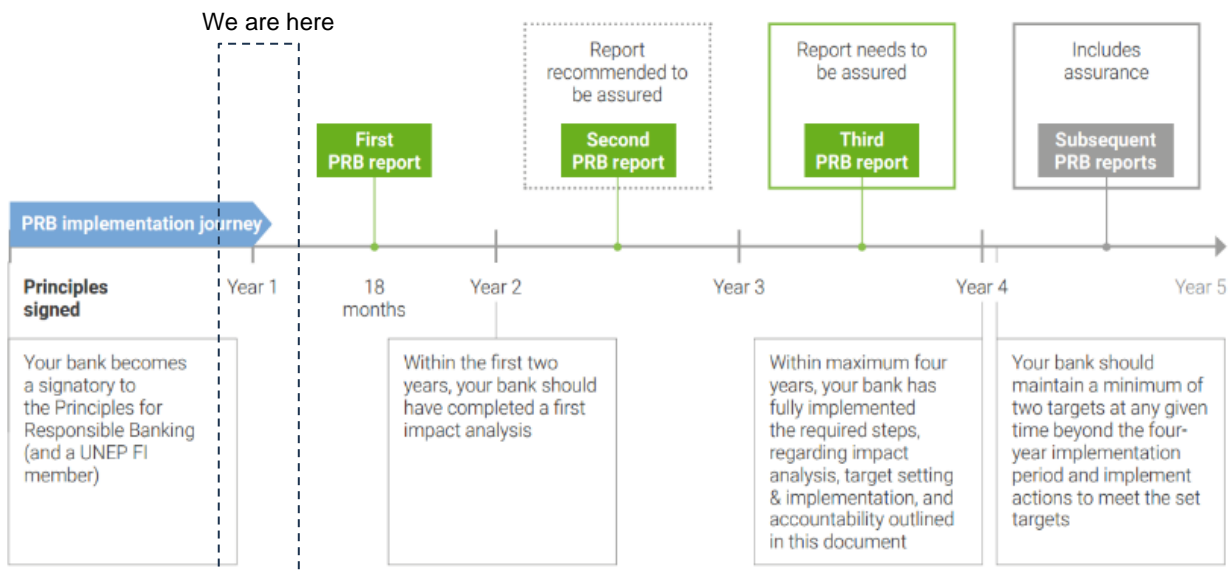 We are here
Report
recommended to
be assured
Report needs to
be assured
Includes
assurance
First
PRB report
Second
PRB report
Third
PRB report
Subsequent
PRB reports
PRB implementation journey
Principles
signed
Year 1
18
months
Year 2
Year 3
Year 4
Year 5
Your bank becomes
a signatory to
the Principles for
Responsible Banking
(and a UNEP FI
member)
Within the first two
years, your bank should
have completed a first
impact analysis
Within maximum four
years, your bank has
fully implemented
the required steps,
regarding impact
analysis, target setting
& implementation, and
accountability outlined
in this document
Your bank should
maintain a minimum of
two targets at any given
time beyond the four-
year implementation
period and implement
actions to meet the set
targets